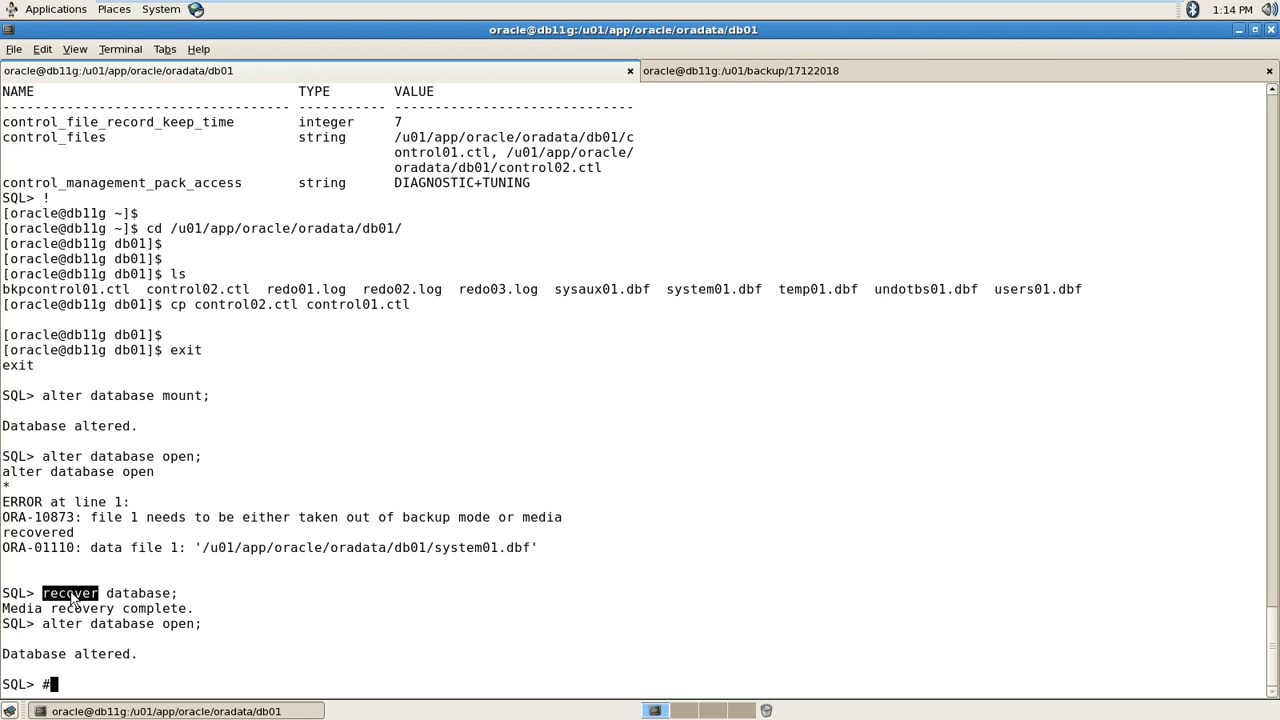 Applications Places System 1:14 PM
oracle@db11g:/u01/app/oracle/oradata/db01
File Edit View Terminal Tabs Help
oracle@db11g:/u01/app/oracle/oradata/db01 oracle@db11g:/u01/backup/17122018
NAME TYPE VALUE
------------------------------------ ----------- ------------------------------
control_file_record_keep_time integer 7
control_files string /u01/app/oracle/oradata/db01/c
ontrol01.ctl, /u01/app/oracle/
oradata/db01/control02.ctl
control_management_pack_access string DIAGNOSTIC+TUNING
SQL> !
[oracle@db11g ~]$
[oracle@db11g ~]$ cd /u01/app/oracle/oradata/db01/
[oracle@db11g db01]$
[oracle@db11g db01]$
[oracle@db11g db01]$ ls
bkpcontrol01.ctl control02.ctl redo01.log redo02.log redo03.log sysaux01.dbf system01.dbf temp01.dbf undotbs01.dbf users01.dbf
[oracle@db11g db01]$ cp control02.ctl control01.ctl
[oracle@db11g db01]$
[oracle@db11g db01]$ exit
exit
SQL> alter database mount;
Database altered.
SQL> alter database open;
alter database open
*
ERROR at line 1:
ORA-10873: file 1 needs to be either taken out of backup mode or media
recovered
ORA-01110: data file 1: '/u01/app/oracle/oradata/db01/system01.dbf'
SQL> recover database;
Media recovery complete.
SQL> alter database open;
Database altered.
SQL> #
oracle@db11g:/u01/app/oracle/oradata/db01